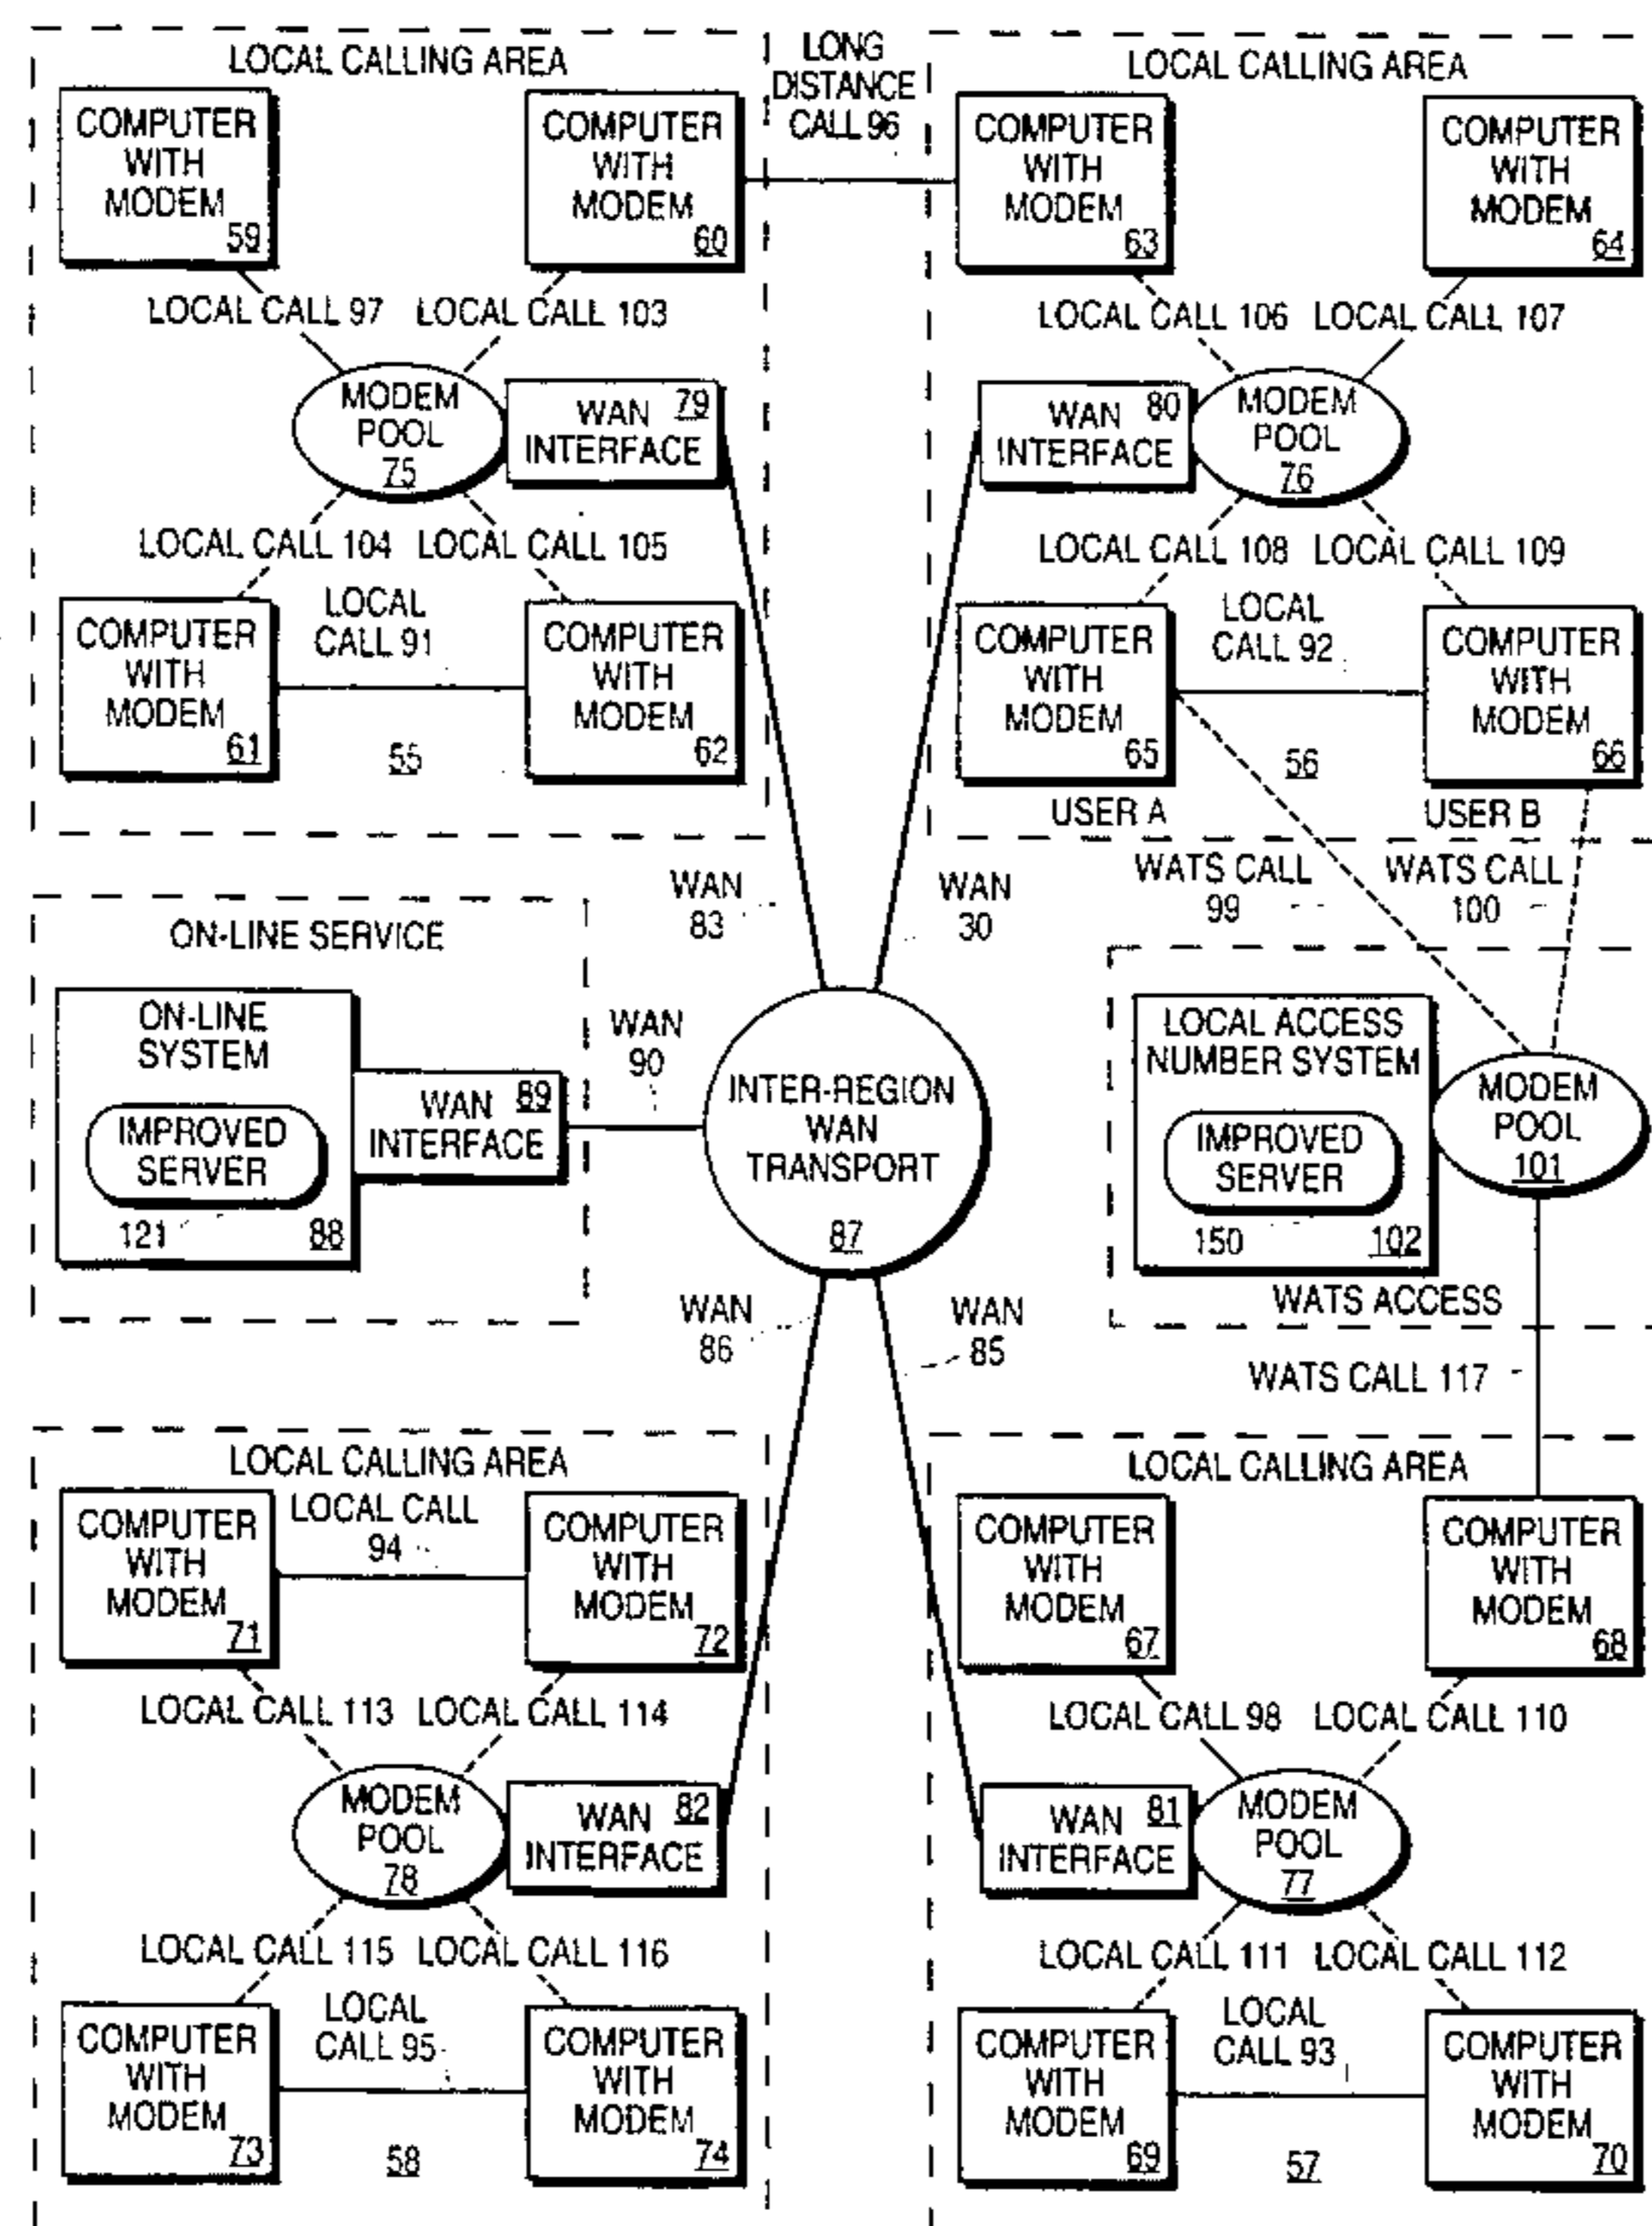 LOCAL CALLING AREA
COMPUTER
WITH
MODEM
59
COMPUTER
WITH
MODEM
60
LOCAL CALL 97
LOCAL CALL 103
MODEM
POOL
75
WAN 79
INTERFACE
LOCAL CALL 104
LOCAL CALL 105
COMPUTER
WITH
MODEM
61
LOCAL
CALL 91
COMPUTER
WITH
MODEM
62
55
LONG
DISTANCE
CALL 96
LOCAL CALLING AREA
COMPUTER
WITH
MODEM
63
COMPUTER
WITH
MODEM
64
LOCAL CALL 106
LOCAL CALL 107
WAN 80
INTERFACE
MODEM
POOL
76
LOCAL CALL 108
LOCAL CALL 109
COMPUTER
WITH
MODEM
65
LOCAL
CALL 92
COMPUTER
WITH
MODEM
66
56
USER A
USER B
WAN
83
WAN
30
WATS CALL
99
WATS CALL
100
ON-LINE SERVICE
ON-LINE
SYSTEM
IMPROVED
SERVER
121
88
WAN 89
INTERFACE
WAN
90
INTER-REGION
WAN
TRANSPORT
87
LOCAL ACCESS
NUMBER SYSTEM
IMPROVED
SERVER
150
102
MODEM
POOL
101
WATS ACCESS
WAN
86
WAN
85
WATS CALL 117
LOCAL CALLING AREA
COMPUTER
WITH
MODEM
71
LOCAL CALL
94
COMPUTER
WITH
MODEM
72
LOCAL CALL 113
LOCAL CALL 114
MODEM
POOL
78
WAN 82
INTERFACE
LOCAL CALL 115
LOCAL CALL 116
COMPUTER
WITH
MODEM
73
LOCAL
CALL 95
COMPUTER
WITH
MODEM
74
58
LOCAL CALLING AREA
COMPUTER
WITH
MODEM
67
COMPUTER
WITH
MODEM
68
LOCAL CALL 98
LOCAL CALL 110
WAN 81
INTERFACE
MODEM
POOL
77
LOCAL CALL 111
LOCAL CALL 112
COMPUTER
WITH
MODEM
69
LOCAL
CALL 93
COMPUTER
WITH
MODEM
70
57